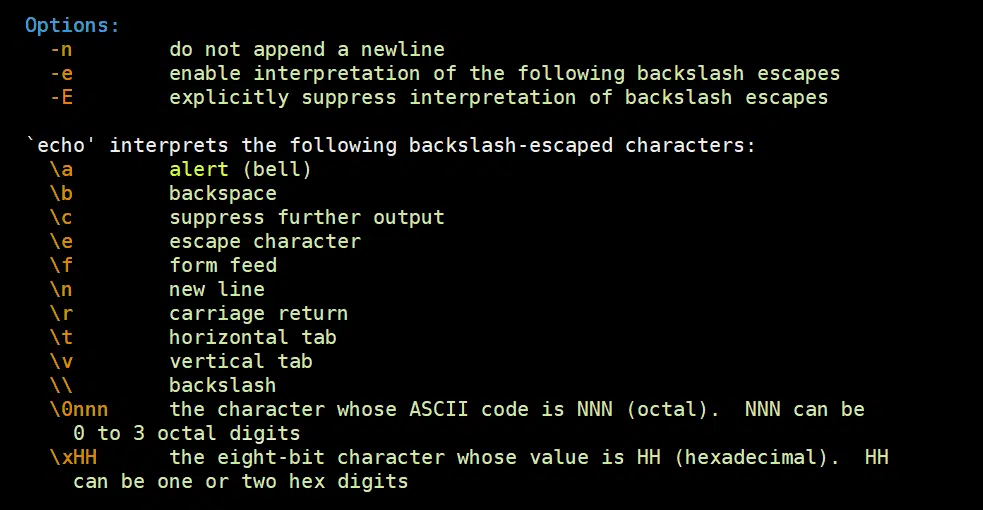 Options:
-n do not append a newline
-e enable interpretation of the following backslash escapes
-E explicitly suppress interpretation of backslash escapes
`echo' interprets the following backslash-escaped characters:
\a alert (bell)
\b backspace
\c suppress further output
\e escape character
\f form feed
\n new line
\r carriage return
\t horizontal tab
\v vertical tab
\\ backslash
\0nnn the character whose ASCII code is NNN (octal).  NNN can be
0 to 3 octal digits
\xHH the eight-bit character whose value is HH (hexadecimal).  HH
can be one or two hex digits